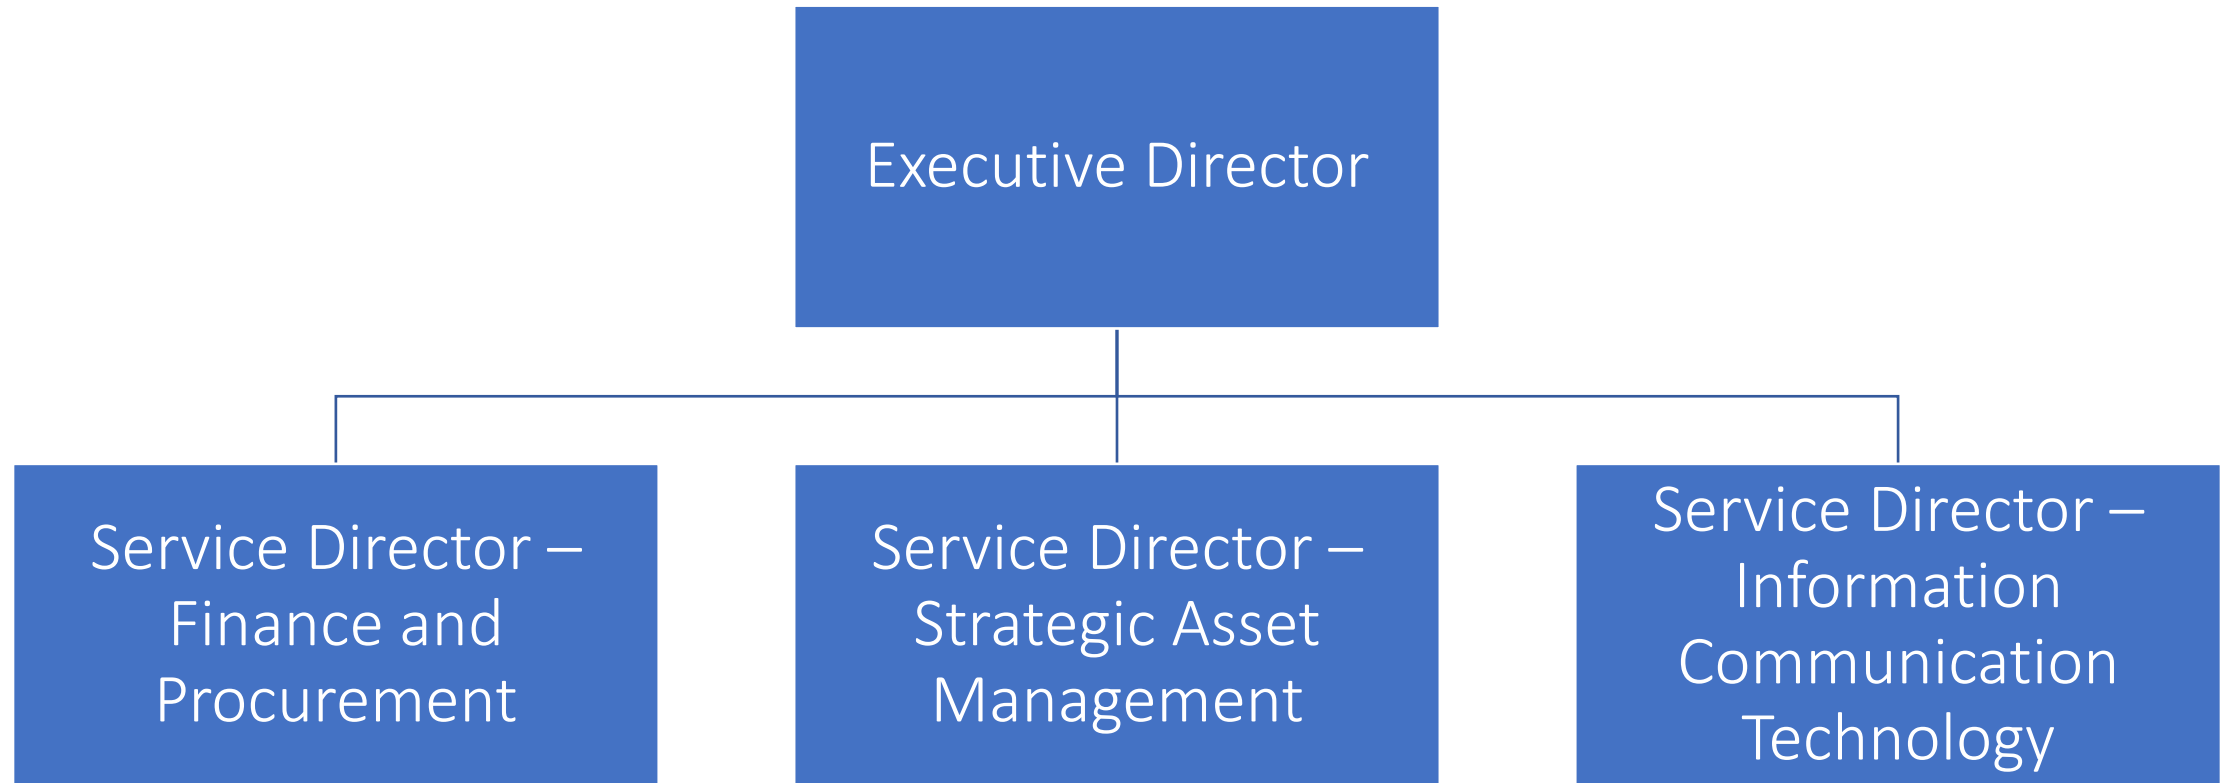 Executive Director
Service Director –
Finance and
Procurement
Service Director –
Strategic Asset
Management
Service Director –
Information
Communication
Technology